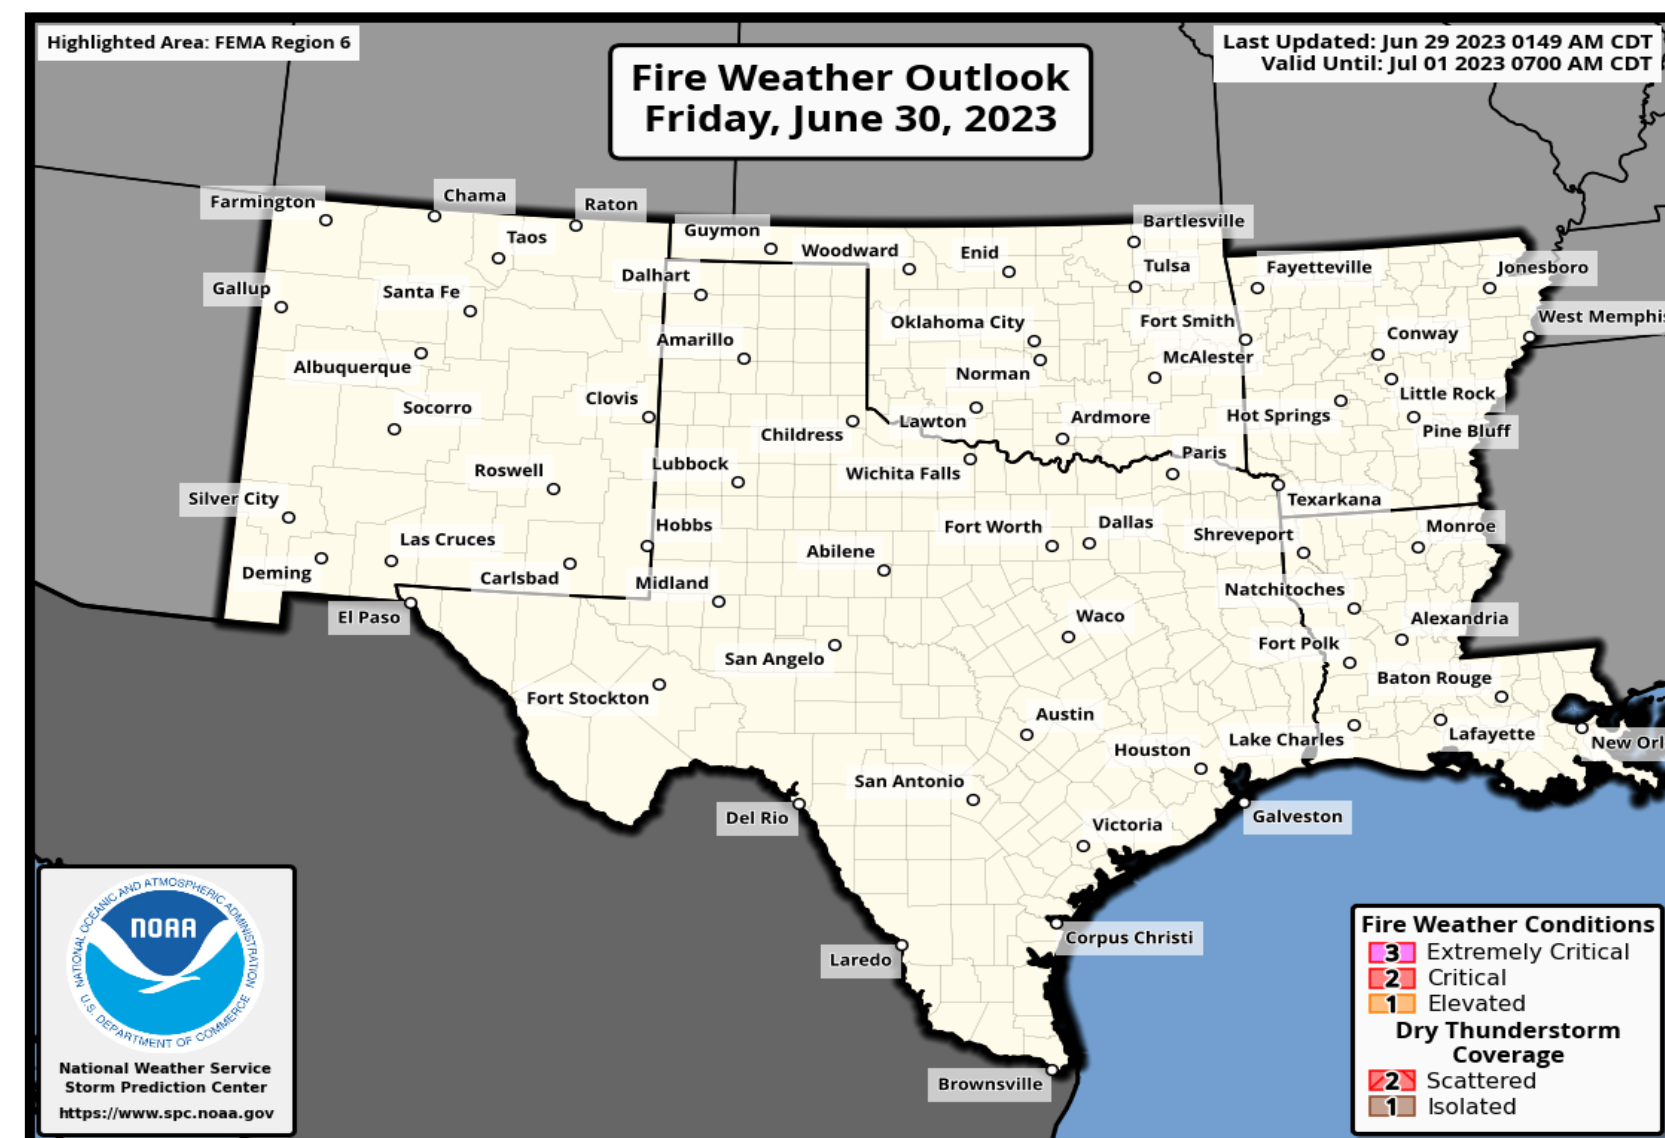 Highlighted Area: FEMA Region 6
Fire Weather Outlook
Friday, June 30, 2023
Last Updated: Jun 29 2023 0149 AM CDT
Valid Until: Jul 01 2023 0700 AM CDT
Farmington
Chama
Raton
Taos
Guymon
Woodward
Enid
Bartlesville
Tulsa
Fayetteville
Jonesboro
Gallup
Santa Fe
Dalhart
Oklahoma City
Fort Smith
West Memphis
Amarillo
Conway
Albuquerque
Norman
McAlester
Little Rock
Socorro
Clovis
Childress
Lawton
Ardmore
Hot Springs
Pine Bluff
Roswell
Lubbock
Wichita Falls
Paris
Silver City
Texarkana
Las Cruces
Hobbs
Fort Worth
Dallas
Shreveport
Monroe
Deming
Carlsbad
Midland
Abilene
Natchitoches
El Paso
Waco
Alexandria
San Angelo
Fort Polk
Fort Stockton
Baton Rouge
Austin
Houston
Lake Charles
Lafayette
New Orl
San Antonio
Del Rio
Victoria
Galveston
Laredo
Corpus Christi
Brownsville
NATIONAL OCEANIC AND ATMOSPHERIC ADMINISTRATION
NOAA
U.S. DEPARTMENT OF COMMERCE
National Weather Service
Storm Prediction Center
https://www.spc.noaa.gov
Fire Weather Conditions
3 Extremely Critical
2 Critical
1 Elevated
Dry Thunderstorm
Coverage
2 Scattered
1 Isolated